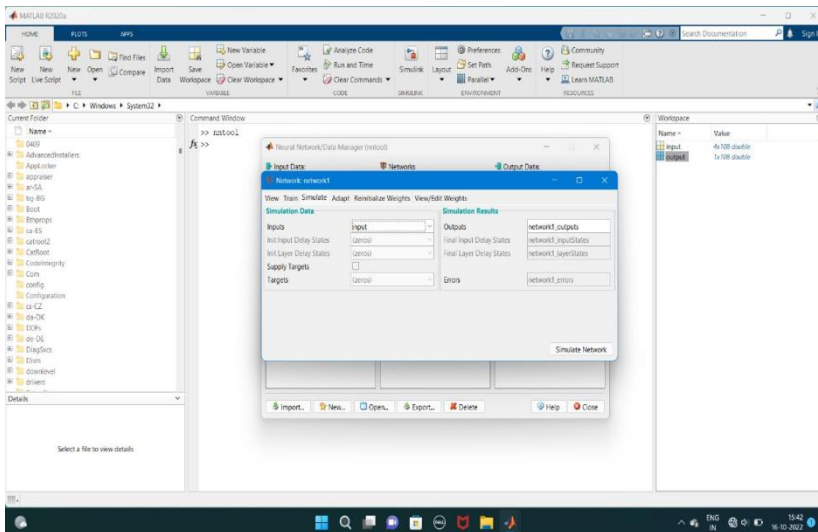 MATLAB R2020a
HOME PLOTS APPS Search Documentation Sign
New Script New Live Script New Open Find Files Compare Import Data Save Workspace New Variable Open Variable Clear Workspace Favorites Analyze Code Run and Time Clear Commands Simulink Layout Preferences Set Path Parallel Add-Ons Help Community Request Support Learn MATLAB
FILE VARIABLE CODE SIMULINK ENVIRONMENT RESOURCES
C: Windows System32
Current Folder
Name
0409
AdvancedInstallers
AppLocker
appraiser
ar-SA
bg-BG
Boot
Bthprops
ca-ES
catroot2
CatRoot
CodeIntegrity
Com
config
Configuration
cs-CZ
da-DK
DDFs
de-DE
DiagSvcs
Dism
downlevel
drivers
Details
Select a file to view details
Command Window
>> nntool
fx >>
Neural Network/Data Manager (nntool)
Input Data: Networks Output Data:
Network: network1
View Train Simulate Adapt Reinitialize Weights View/Edit Weights
Simulation Data Simulation Results
Inputs input Outputs network1_outputs
Init Input Delay States (zeros) Final Input Delay States network1_inputStates
Init Layer Delay States (zeros) Final Layer Delay States network1_layerStates
Supply Targets
Targets (zeros) Errors network1_errors
Simulate Network
Import... New... Open... Export... Delete Help Close
Workspace
Name Value
input 4x108 double
output 1x108 double
ENG IN 15:42 16-10-2022